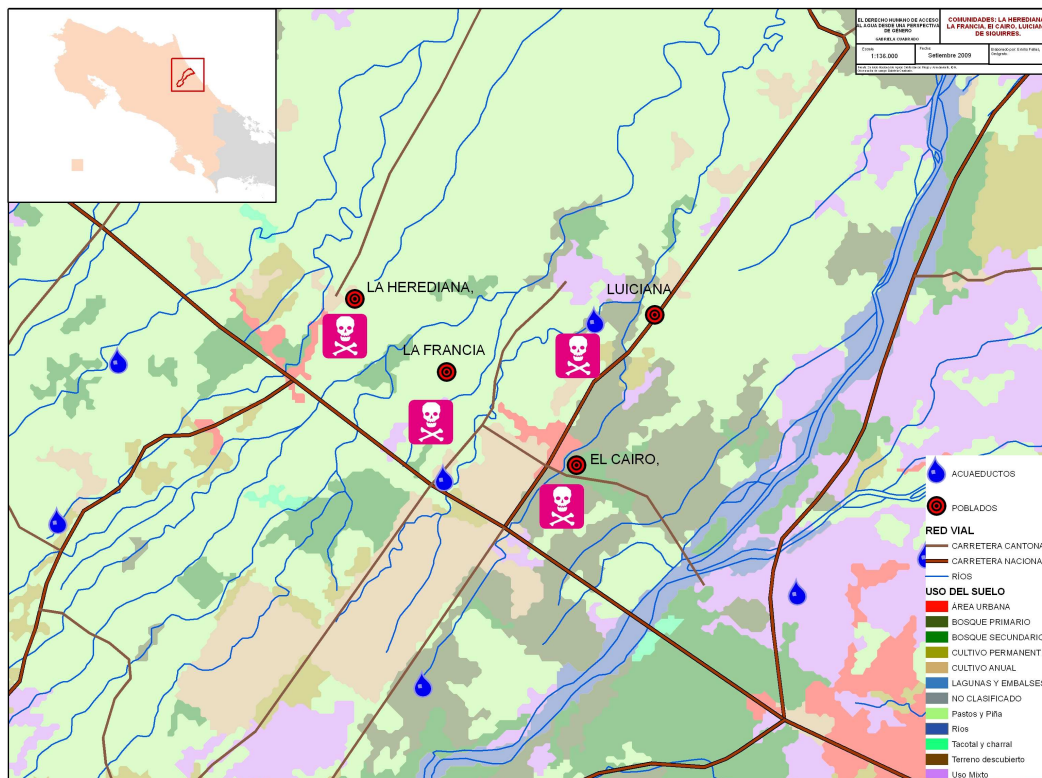 EL DERECHO HUMANO DE ACCESO
AL AGUA DESDE UNA PERSPECTIVA
DE GÉNERO
GABRIELA CUADRADO
COMUNIDADES: LA HEREDIANA,
LA FRANCIA, El CAIRO, LUICIANA
DE SIQUIRRES.
Escala:
1:136.000
Fecha:
Setiembre 2009
LA HEREDIANA,
LUICIANA
LA FRANCIA
EL CAIRO,
ACUAEDUCTOS
POBLADOS
RED VIAL
CARRETERA CANTONA
CARRETERA NACIONA
RÍOS
USO DEL SUELO
ÁREA URBANA
BOSQUE PRIMARIO
BOSQUE SECUNDARIO
CULTIVO PERMANENT
CULTIVO ANUAL
LAGUNAS Y EMBALSES
NO CLASIFICADO
Pastos y Piña
Ríos
Tacotal y charral
Terreno descubierto
Uso Mixto